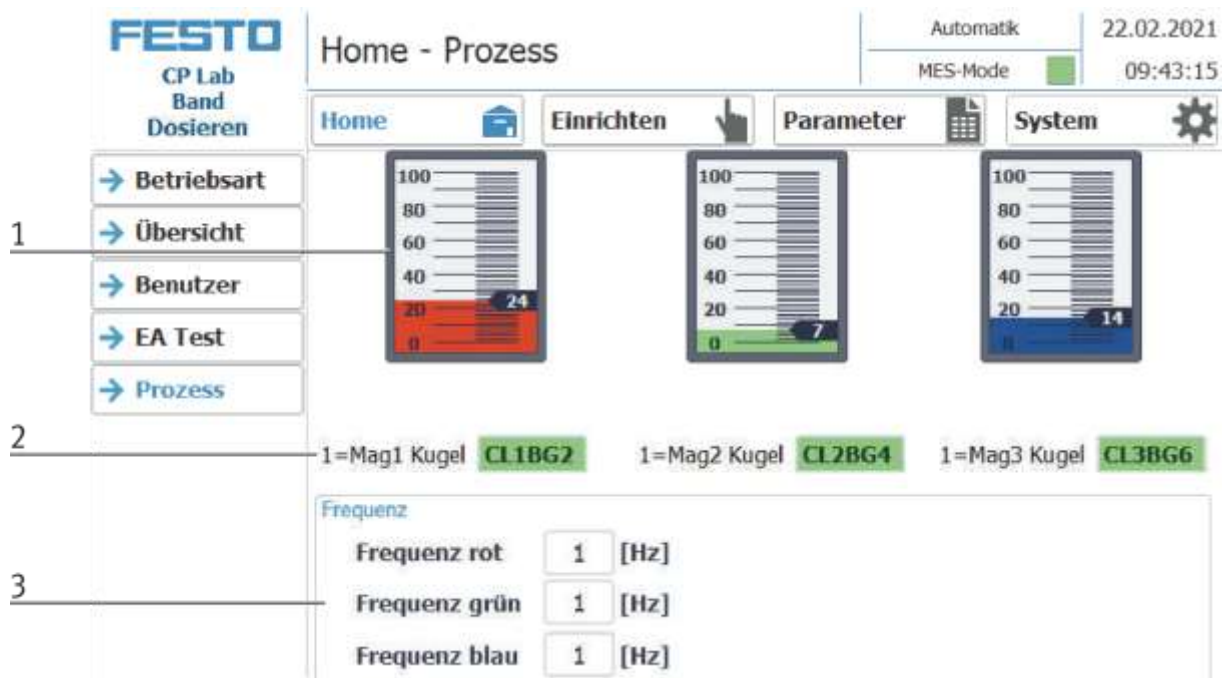 FESTO
CP Lab
Band
Dosieren
Home - Prozess
Automatik
22.02.2021
MES-Mode
09:43:15
Home
Einrichten
Parameter
System
Betriebsart
Übersicht
Benutzer
EA Test
Prozess
1
100
80
60
40
20
0
24
100
80
60
40
20
0
7
100
80
60
40
20
0
14
2
1=Mag1 Kugel CL1BG2
1=Mag2 Kugel CL2BG4
1=Mag3 Kugel CL3BG6
Frequenz
Frequenz rot 1 [Hz]
3
Frequenz grün 1 [Hz]
Frequenz blau 1 [Hz]